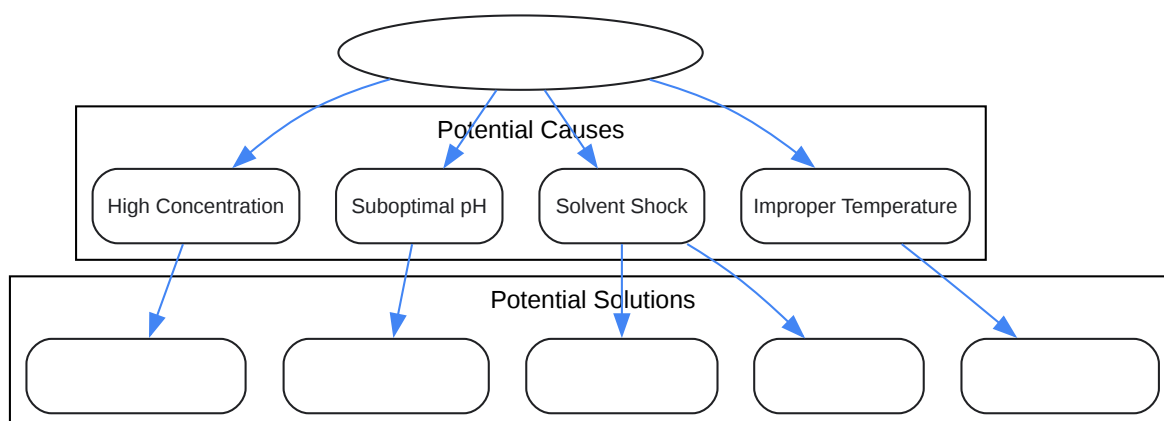 Potential Causes
High Concentration
Suboptimal pH
Solvent Shock
Improper Temperature
Potential Solutions